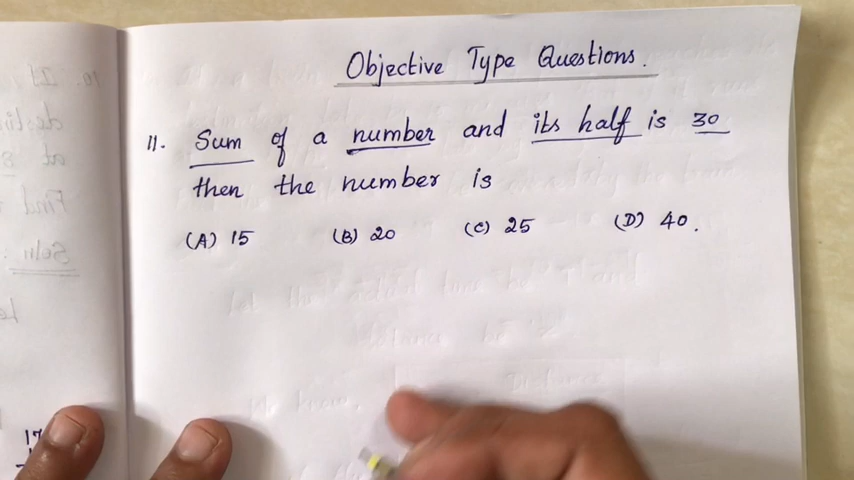 Objective Type Questions.
11. Sum of a number and its half is 30
then the number is
(A) 15 (B) 20 (C) 25 (D) 40.
17